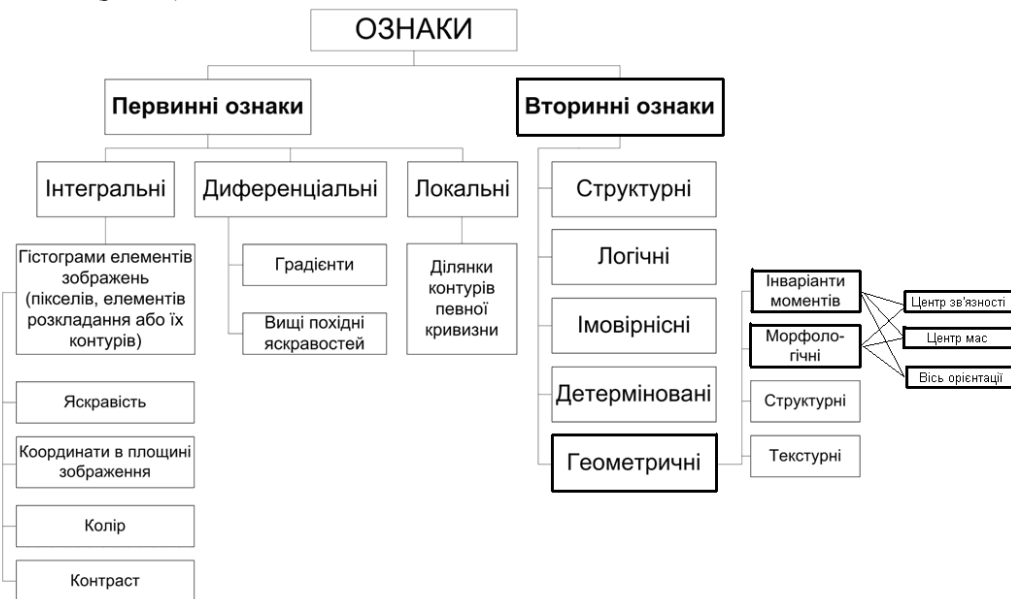 ОЗНАКИ
Первинні ознаки
Вторинні ознаки
Інтегральні
Диференціальні
Локальні
Гістограми елементів
зображень
(пікселів, елементів
розкладання або їх
контурів)
Яскравість
Координати в площині
зображення
Колір
Контраст
Градієнти
Вищі похідні
яскравостей
Ділянки
контурів
певної
кривизни
Структурні
Логічні
Імовірнісні
Детерміновані
Геометричні
Інваріанти
моментів
Морфоло-
гічні
Структурні
Текстурні
Центр зв'язності
Центр мас
Вісь орієнтації